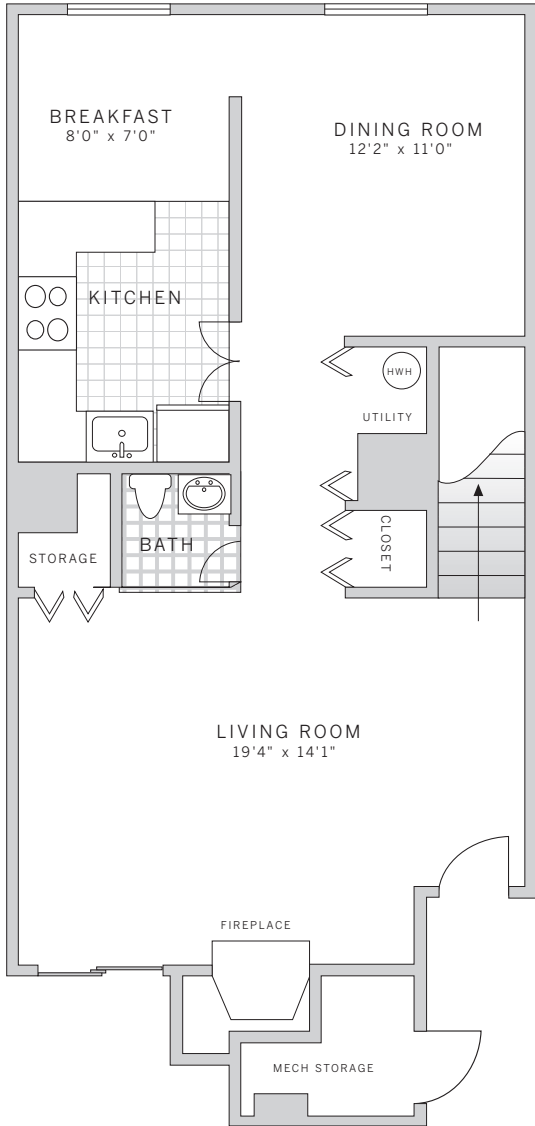 BREAKFAST
8'0" x 7'0"
DINING ROOM
12'2" x 11'0"
KITCHEN
HWH
UTILITY
CLOSET
BATH
STORAGE
LIVING ROOM
19'4" x 14'1"
FIREPLACE
MECH STORAGE